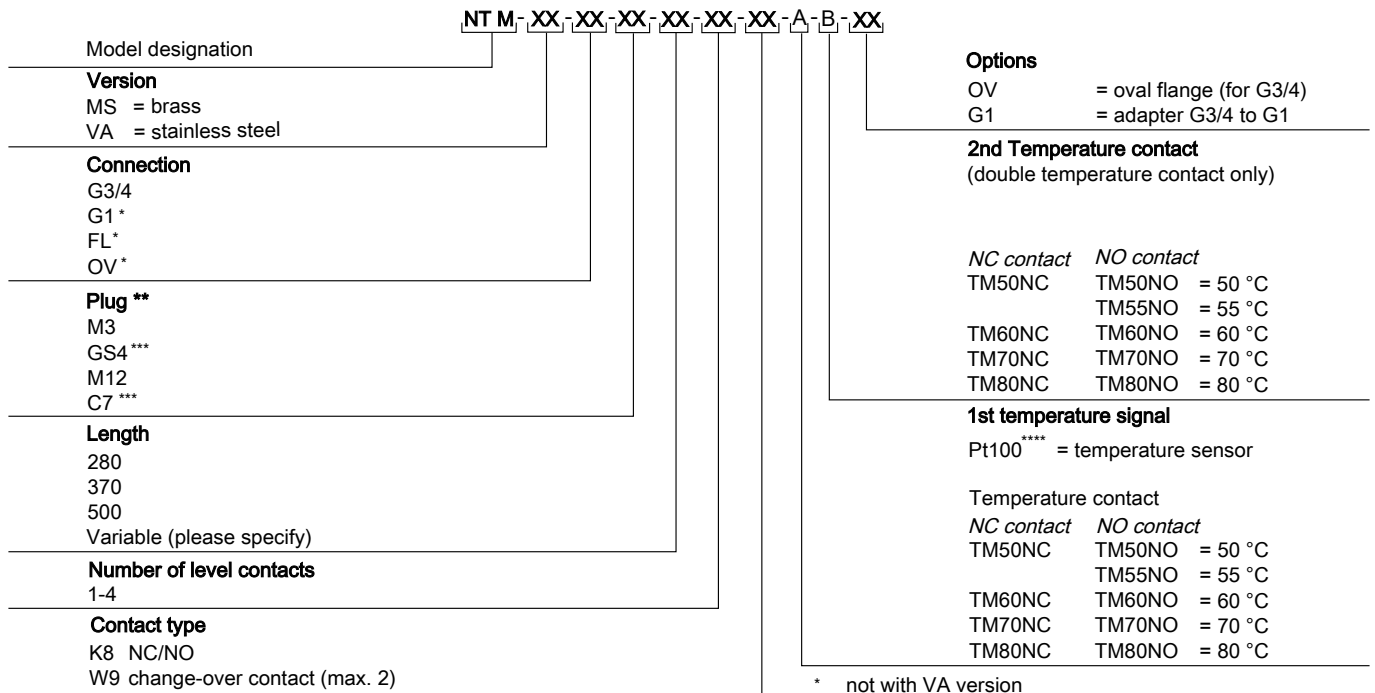 NT M - XX - XX - XX - XX - XX - XX - A - B - XX
Model designation
Version
MS = brass
VA = stainless steel
Connection
G3/4
G1 *
FL*
OV *
Plug **
M3
GS4 ***
M12
C7 ***
Length
280
370
500
Variable (please specify)
Number of level contacts
1-4
Contact type
K8 NC/NO
W9 change-over contact (max. 2)
Options
OV = oval flange (for G3/4)
G1 = adapter G3/4 to G1
2nd Temperature contact
(double temperature contact only)
NC contact NO contact
TM50NC TM50NO = 50 °C
TM55NO = 55 °C
TM60NC TM60NO = 60 °C
TM70NC TM70NO = 70 °C
TM80NC TM80NO = 80 °C
1st temperature signal
Pt100**** = temperature sensor
Temperature contact
NC contact NO contact
TM50NC TM50NO = 50 °C
TM55NO = 55 °C
TM60NC TM60NO = 60 °C
TM70NC TM70NO = 70 °C
TM80NC TM80NO = 80 °C
* not with VA version